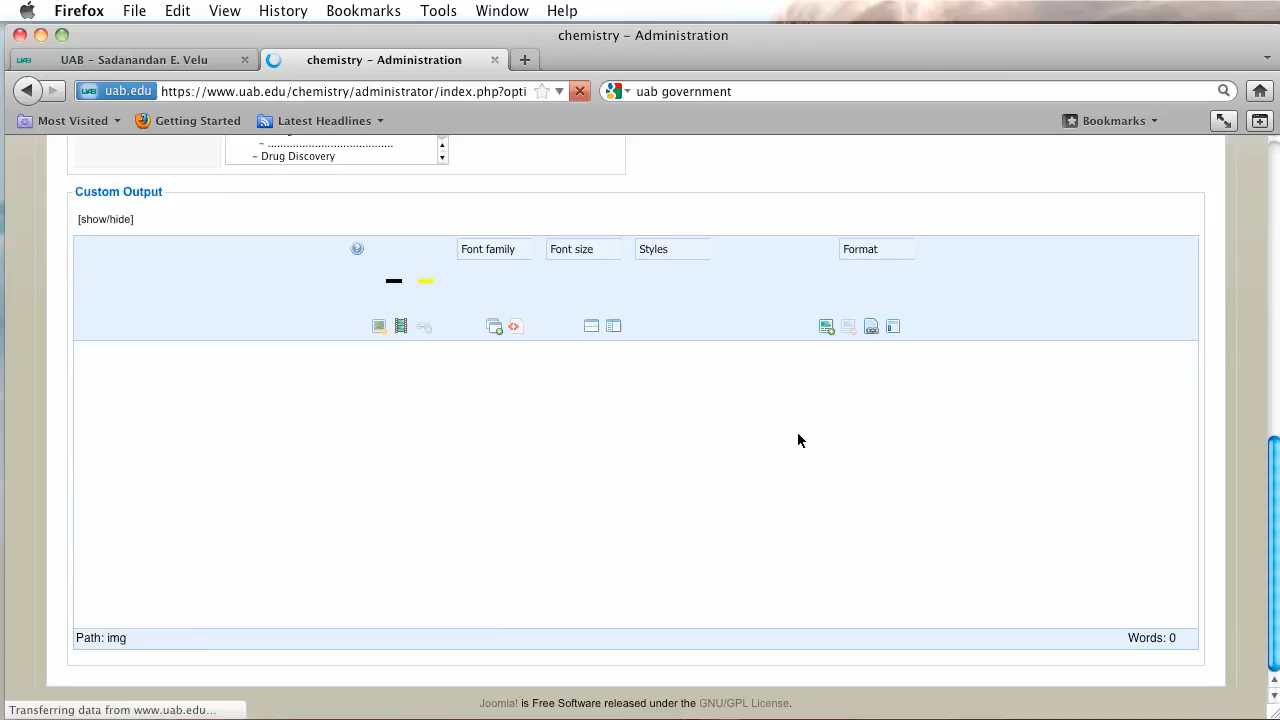 Firefox File Edit View History Bookmarks Tools Window Help
chemistry – Administration
UAB – Sadanandan E. Velu
chemistry – Administration
uab.edu https://www.uab.edu/chemistry/administrator/index.php?opti
uab government
Most Visited Getting Started Latest Headlines Bookmarks
– .......................................
– Drug Discovery
Custom Output
[show/hide]
Font family Font size Styles Format
Path: img Words: 0
Joomla! is Free Software released under the GNU/GPL License.
Transferring data from www.uab.edu...